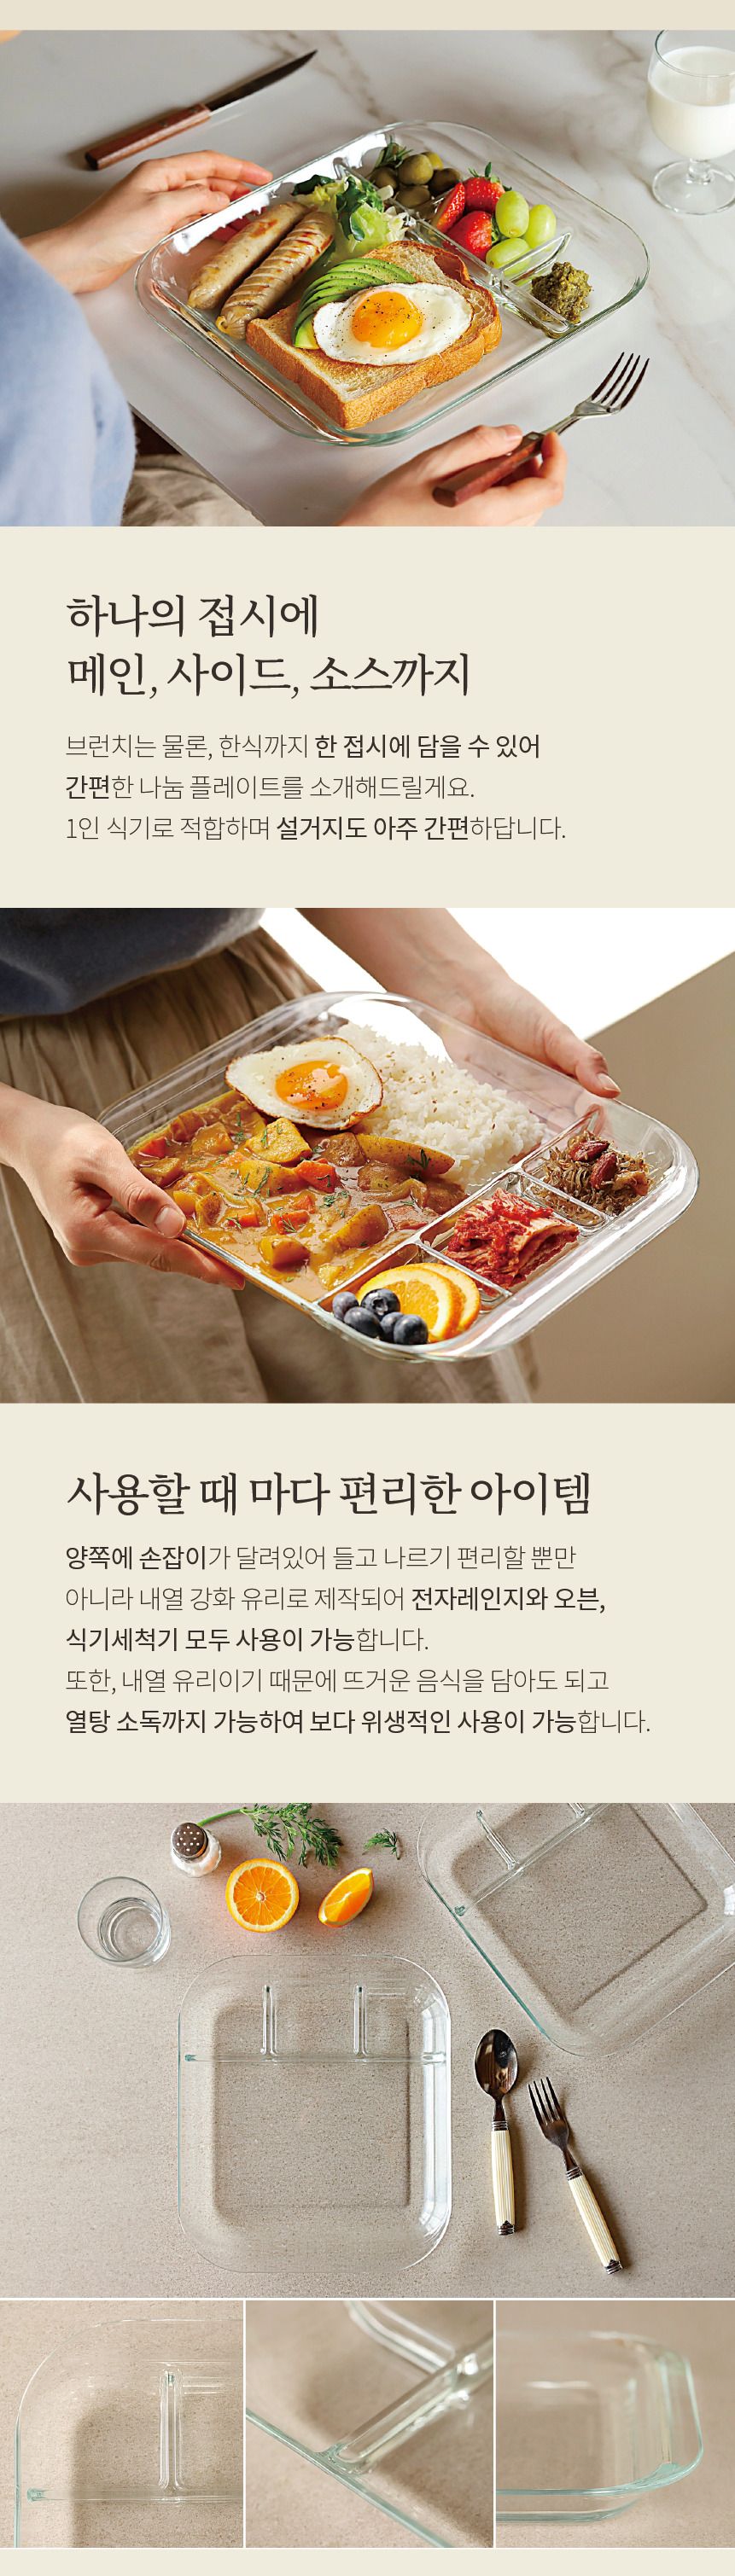 하나의 접시에
메인, 사이드, 소스까지
브런치는 물론, 한식까지 한 접시에 담을 수 있어
간편한 나눔 플레이트를 소개해드릴게요.
1인 식기로 적합하며 설거지도 아주 간편하답니다.
사용할 때 마다 편리한 아이템
양쪽에 손잡이가 달려있어 들고 나르기 편리할 뿐만
아니라 내열 강화 유리로 제작되어 전자레인지와 오븐,
식기세척기 모두 사용이 가능합니다.
또한, 내열 유리이기 때문에 뜨거운 음식을 담아도 되고
열탕 소독까지 가능하여 보다 위생적인 사용이 가능합니다.